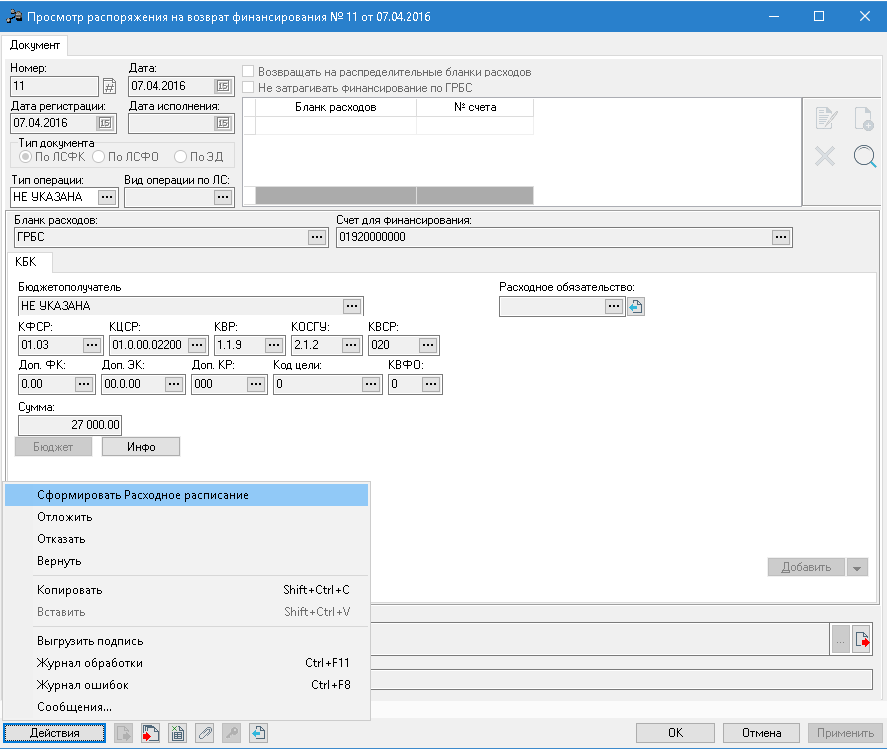 Просмотр распоряжения на возврат финансирования № 11 от 07.04.2016
Документ
Номер: Дата:
11 07.04.2016 15
Возвращать на распределительные бланки расходов
Не затрагивать финансирование по ГРБС
Дата регистрации: Дата исполнения:
07.04.2016 15 15
Бланк расходов № счета
Тип документа
По ЛСФК По ЛСФО По ЗД
Тип операции: Вид операции по ЛС:
НЕ УКАЗАНА ... ...
Бланк расходов: Счет для финансирования:
ГРБС ... 01920000000 ...
КБК
Бюджетополучатель Расходное обязательство:
НЕ УКАЗАНА ... ...
КФСР: КЦСР: КВР: КОСГУ: КВСР:
01.03 ... 01.0.00.02200 ... 1.1.9 ... 2.1.2 ... 020 ...
Доп. ФК: Доп. ЭК: Доп. КР: Код цели: КВФО:
0.00 ... 00.0.00 ... 000 ... 0 ... 0 ...
Сумма:
27 000.00
Бюджет Инфо
Сформировать Расходное расписание
Отложить
Отказать
Вернуть
Добавить
Копировать Shift+Ctrl+C
Вставить Shift+Ctrl+V
Выгрузить подпись
...
Журнал обработки Ctrl+F11
Журнал ошибок Ctrl+F8
Сообщения...
Действия OK Отмена Применить